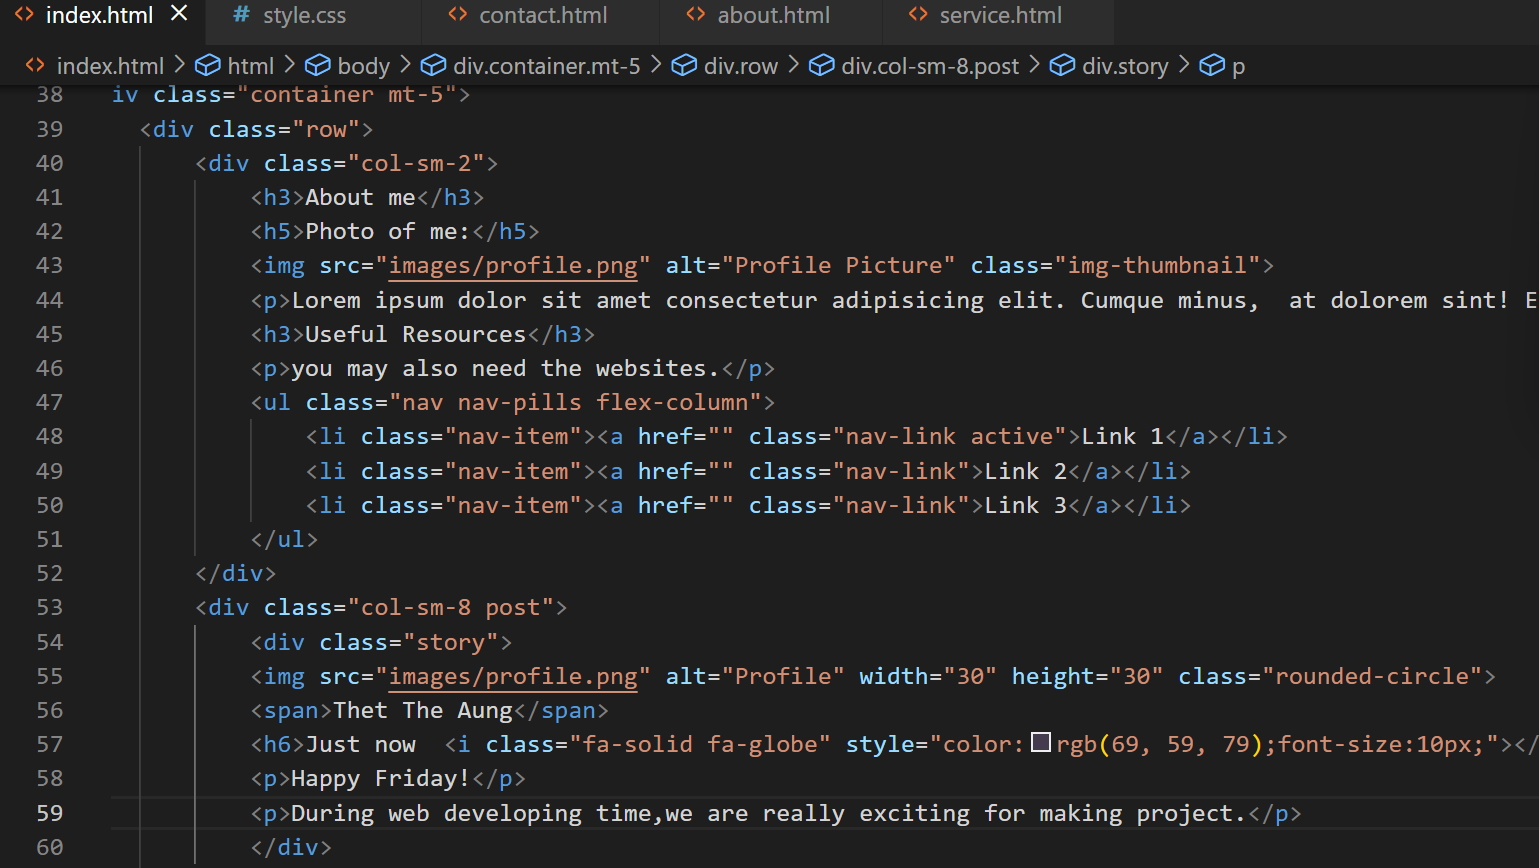 <> index.html × # style.css <> contact.html <> about.html <> service.html
<> index.html > html > body > div.container.mt-5 > div.row > div.col-sm-8.post > div.story > p
38 iv class="container mt-5">
39 <div class="row">
40 <div class="col-sm-2">
41 <h3>About me</h3>
42 <h5>Photo of me:</h5>
43 <img src="images/profile.png" alt="Profile Picture" class="img-thumbnail">
44 <p>Lorem ipsum dolor sit amet consectetur adipisicing elit. Cumque minus,  at dolorem sint! E
45 <h3>Useful Resources</h3>
46 <p>you may also need the websites.</p>
47 <ul class="nav nav-pills flex-column">
48 <li class="nav-item"><a href="" class="nav-link active">Link 1</a></li>
49 <li class="nav-item"><a href="" class="nav-link">Link 2</a></li>
50 <li class="nav-item"><a href="" class="nav-link">Link 3</a></li>
51 </ul>
52 </div>
53 <div class="col-sm-8 post">
54 <div class="story">
55 <img src="images/profile.png" alt="Profile" width="30" height="30" class="rounded-circle">
56 <span>Thet The Aung</span>
57 <h6>Just now  <i class="fa-solid fa-globe" style="color:rgb(69, 59, 79);font-size:10px;"></
58 <p>Happy Friday!</p>
59 <p>During web developing time,we are really exciting for making project.</p>
60 </div>